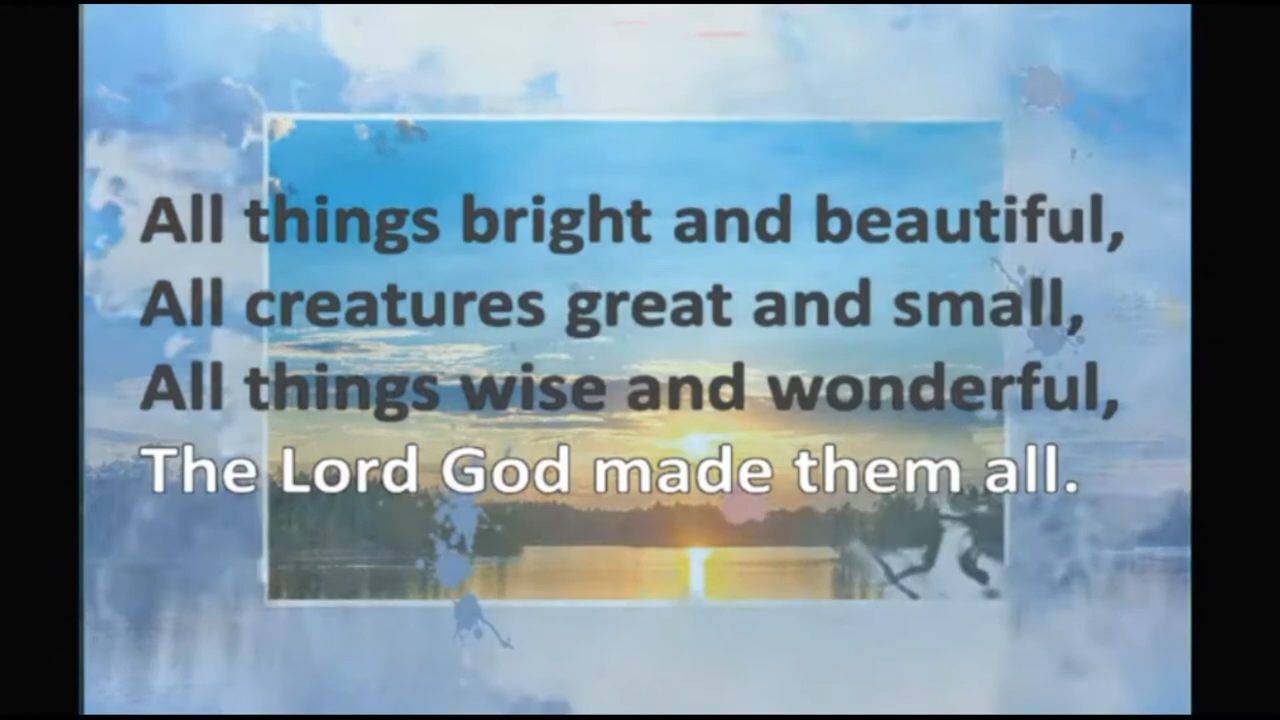 All things bright and beautiful,
All creatures great and small,
All things wise and wonderful,
The Lord God made them all.